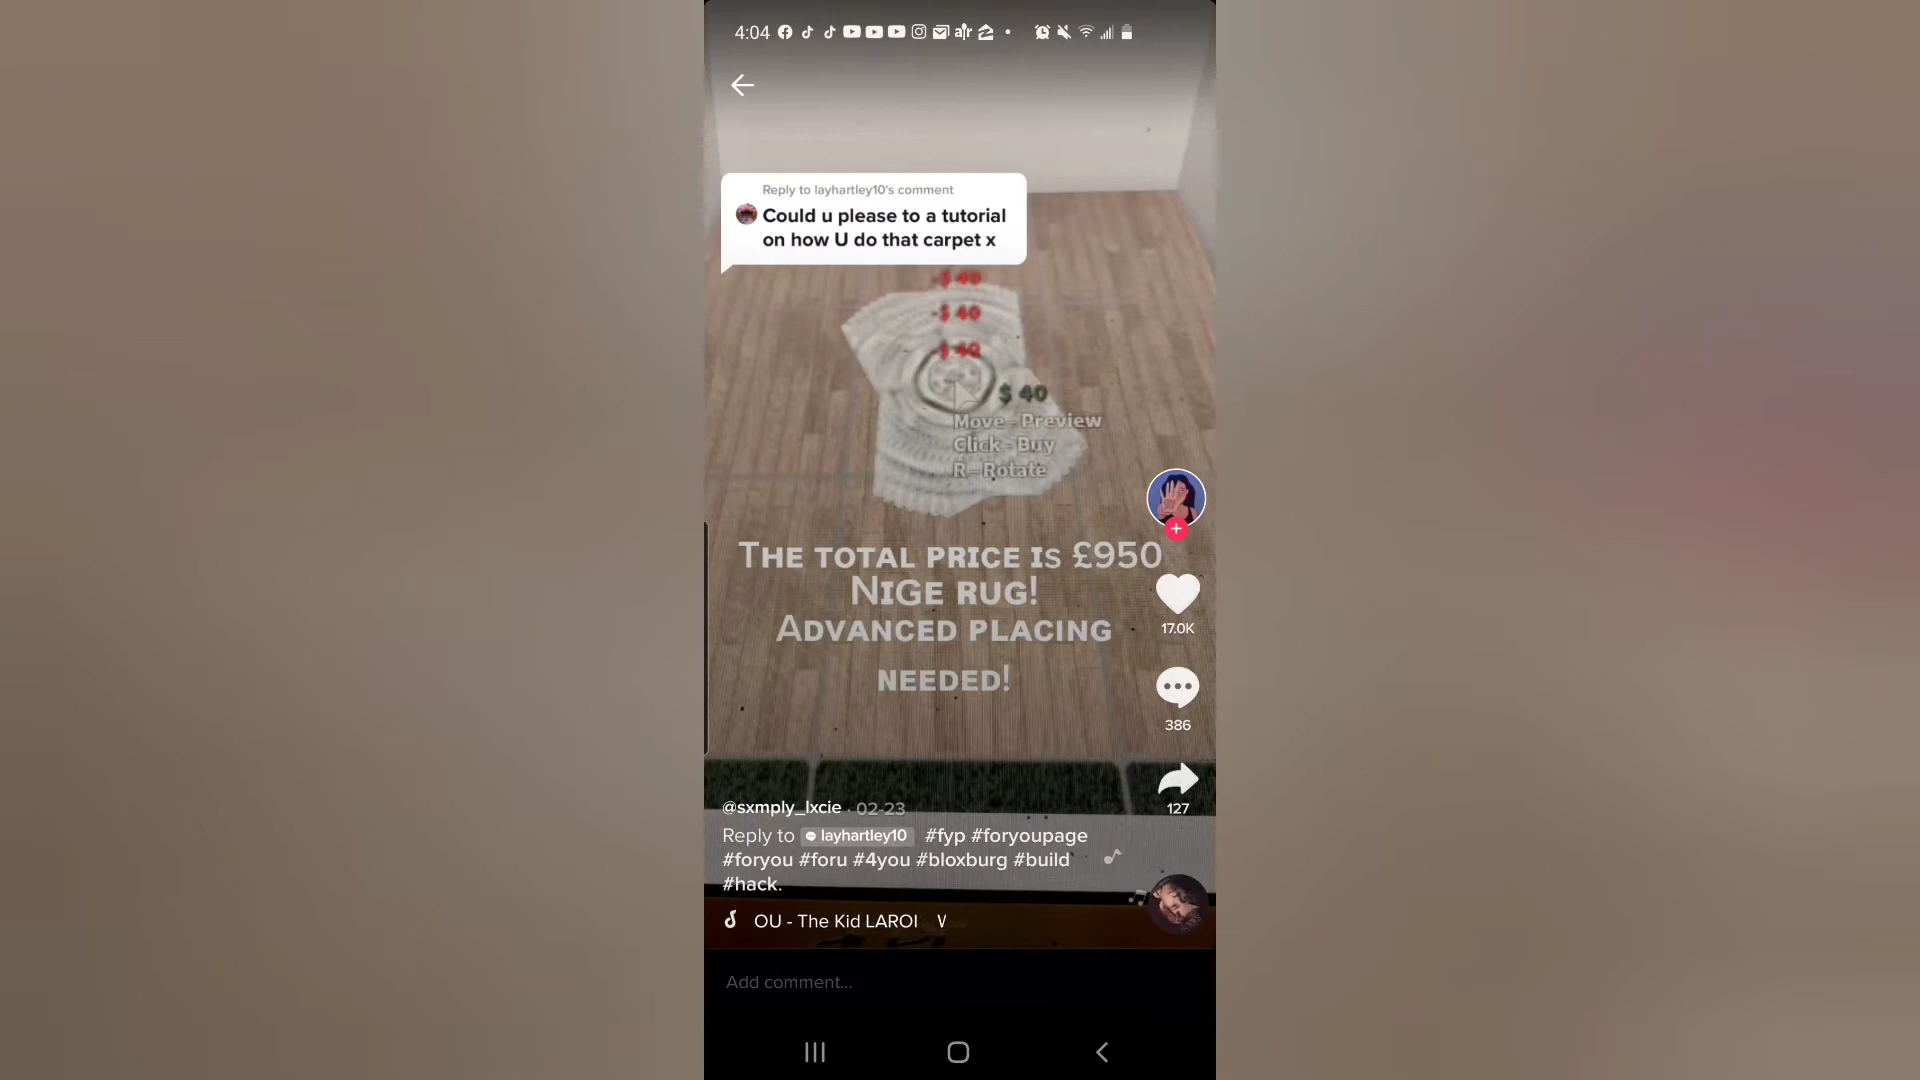 4:04
Reply to layhartley10's comment
Could u please to a tutorial
on how U do that carpet x
-$ 40
-$ 40
-$ 40
$ 40
Move - Preview
Click - Buy
R - Rotate
THE TOTAL PRICE Is £950
NIGE RUG!
ADVANCED PLACING
NEEDED!
17.0K
386
127
@sxmply_lxcie · 02-23
Reply to layhartley10 #fyp #foryoupage
#foryou #foru #4you #bloxburg #build
#hack.
OU - The Kid LAROI
Add comment...